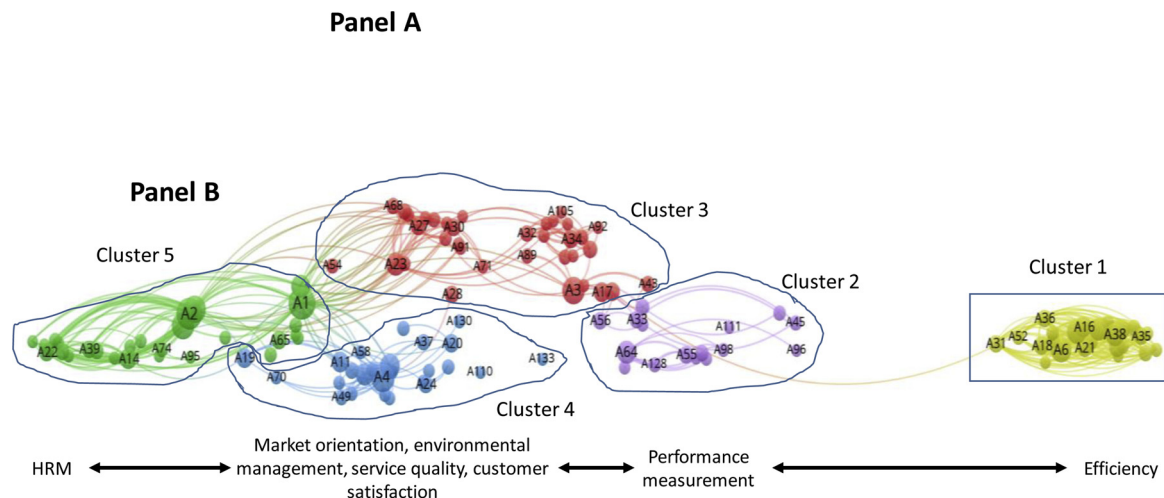 Panel A
Panel B
Cluster 3
Cluster 5
Cluster 2
Cluster 1
Cluster 4
A68
A27
A30
A91
A71
A54
A23
A28
A105
A32
A34
A92
A89
A3
A17
A43
A2
A1
A22
A39
A14
A74
A95
A65
A19
A70
A58
A11
A4
A49
A37
A130
A20
A24
A110
A133
A56
A33
A111
A45
A64
A128
A55
A98
A96
A36
A52
A31
A18
A6
A16
A21
A38
A35
HRM
Market orientation, environmental
management, service quality, customer
satisfaction
Performance
measurement
Efficiency